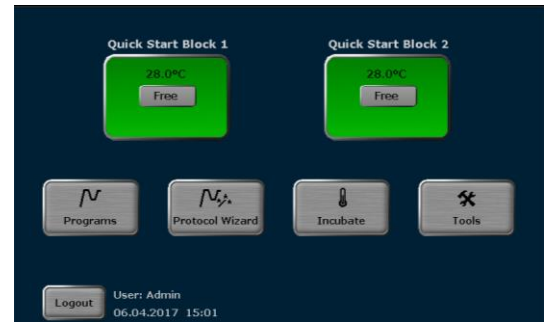 Quick Start Block 1
Quick Start Block 2
28.0°C
28.0°C
Free
Free
Programs
Protocol Wizard
Incubate
Tools
Logout
User: Admin
06.04.2017 15:01